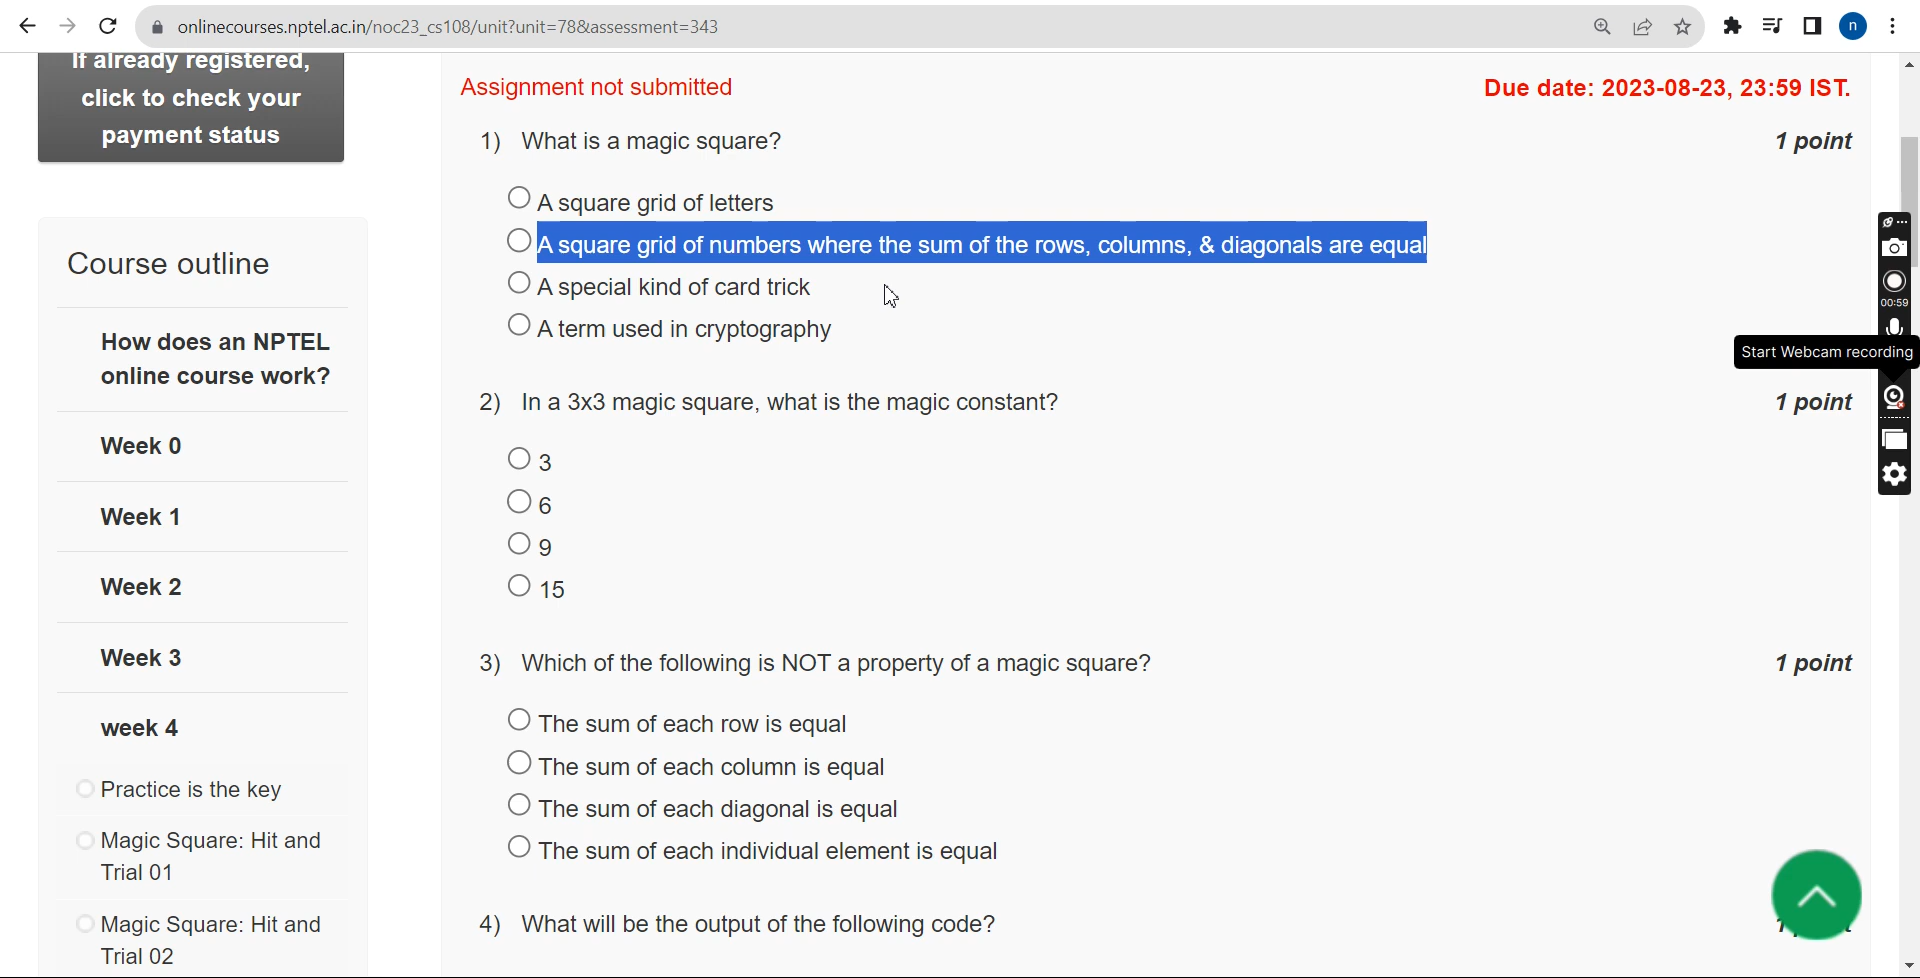 onlinecourses.nptel.ac.in/noc23_cs108/unit?unit=78&assessment=343
n
If already registered,
click to check your
payment status
Assignment not submitted
Due date: 2023-08-23, 23:59 IST.
1) What is a magic square?
1 point
A square grid of letters
A square grid of numbers where the sum of the rows, columns, & diagonals are equal
A special kind of card trick
A term used in cryptography
Course outline
How does an NPTEL
online course work?
Week 0
Week 1
Week 2
Week 3
week 4
Practice is the key
Magic Square: Hit and
Trial 01
Magic Square: Hit and
Trial 02
00:59
Start Webcam recording
2) In a 3x3 magic square, what is the magic constant?
1 point
3
6
9
15
3) Which of the following is NOT a property of a magic square?
1 point
The sum of each row is equal
The sum of each column is equal
The sum of each diagonal is equal
The sum of each individual element is equal
4) What will be the output of the following code?